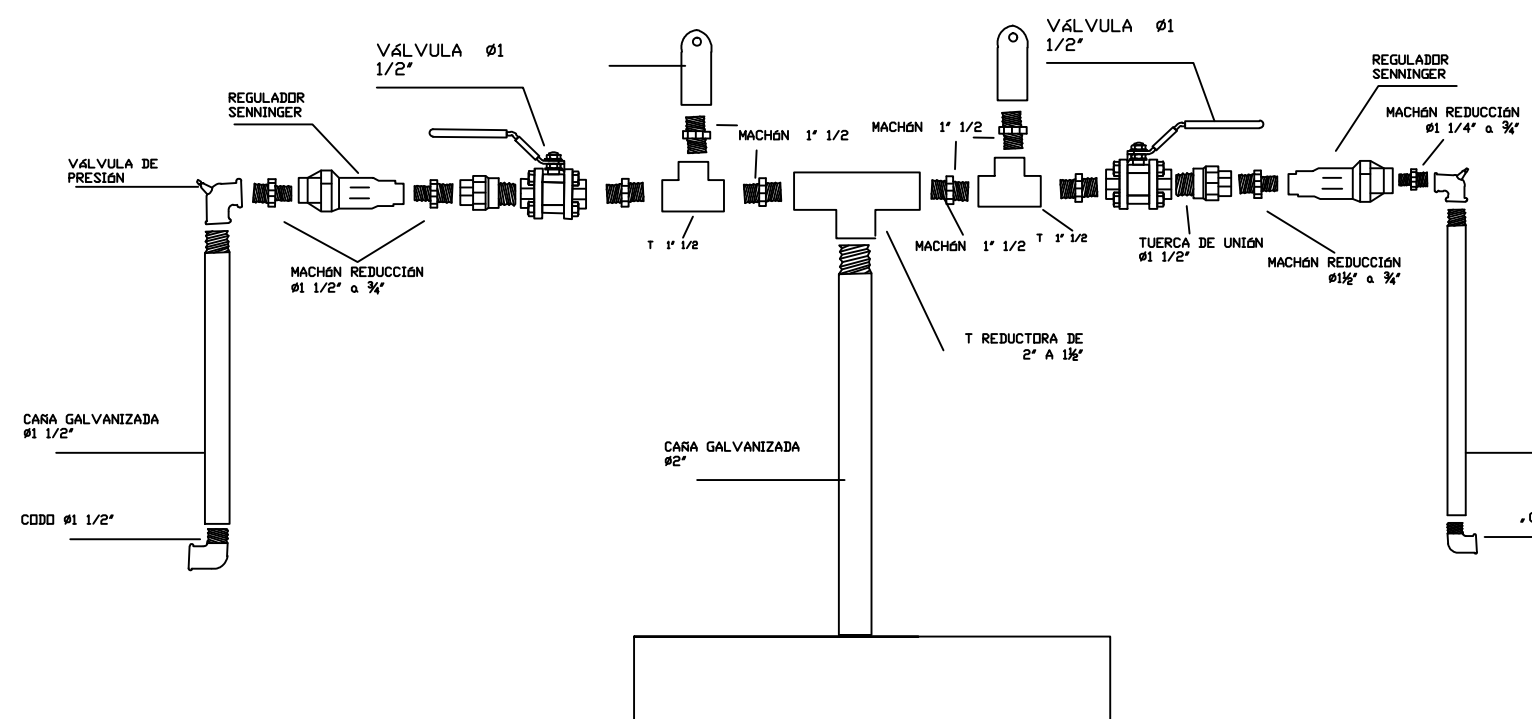 VÁLVULA Ø1
1/2"
VÁLVULA Ø1
1/2"
REGULADOR
SENNINGER
REGULADOR
SENNINGER
MACHÓN REDUCCIÓN
Ø1 1/4" a ¾"
MACHÓN 1" 1/2
MACHÓN 1" 1/2
VÁLVULA DE
PRESIÓN
T 1" 1/2
MACHÓN 1" 1/2
T 1" 1/2
TUERCA DE UNIÓN
Ø1 1/2"
MACHÓN REDUCCIÓN
Ø1 1/2" a ¾"
MACHÓN REDUCCIÓN
Ø1½" a ¾"
T REDUCTORA DE
2" A 1½"
CAÑA GALVANIZADA
Ø1 1/2"
CAÑA GALVANIZADA
Ø2"
CODO Ø1 1/2"